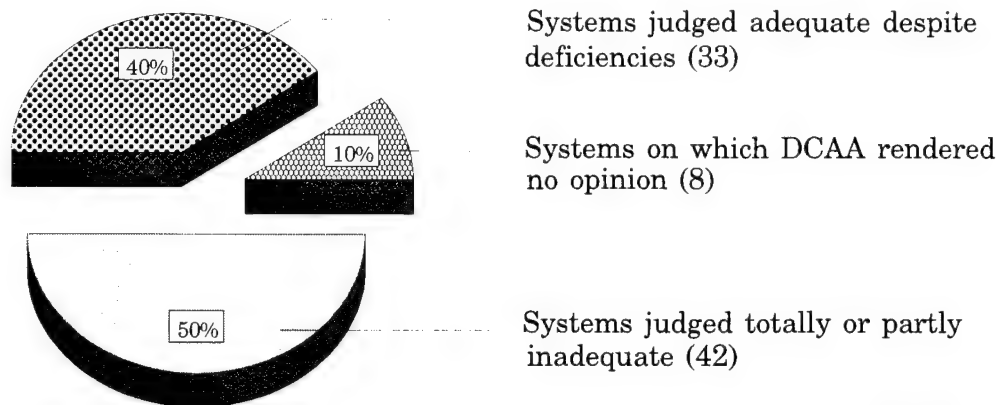 40%
Systems judged adequate despite
deficiencies (33)
10%
Systems on which DCAA rendered
no opinion (8)
50%
Systems judged totally or partly
inadequate (42)